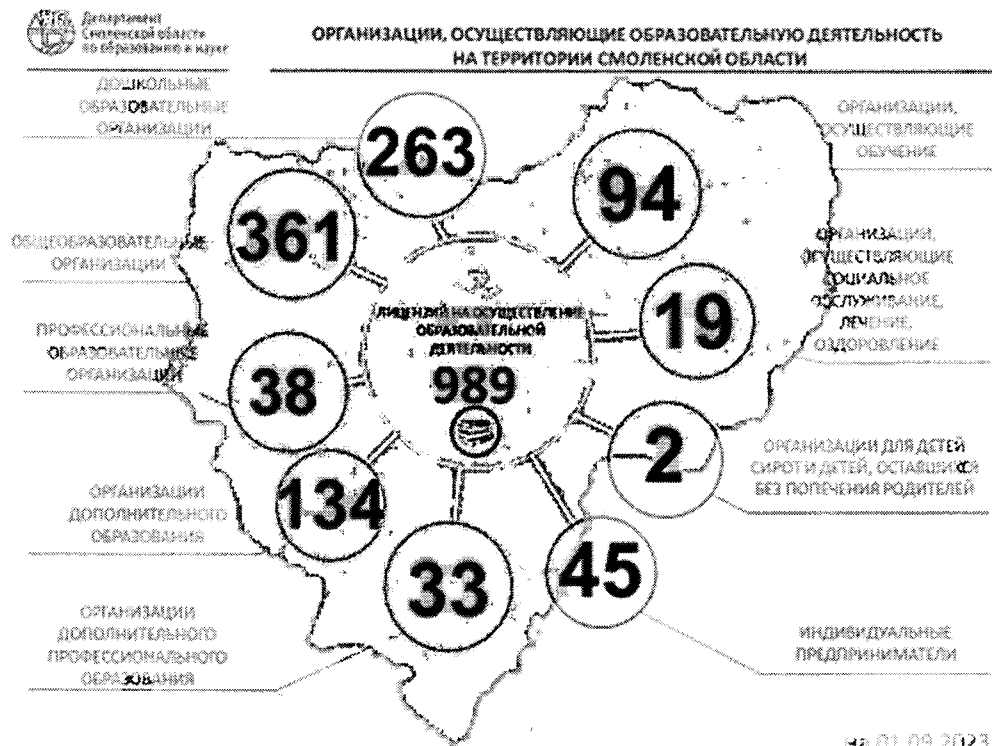 Департамент
Смоленской области
по образованию и науке
ОРГАНИЗАЦИИ, ОСУЩЕСТВЛЯЮЩИЕ ОБРАЗОВАТЕЛЬНУЮ ДЕЯТЕЛЬНОСТЬ
НА ТЕРРИТОРИИ СМОЛЕНСКОЙ ОБЛАСТИ
ДОШКОЛЬНЫЕ
ОБРАЗОВАТЕЛЬНЫЕ
ОРГАНИЗАЦИИ
263
361
ОБЩЕОБРАЗОВАТЕЛЬНЫЕ
ОРГАНИЗАЦИИ
ПРОФЕССИОНАЛЬНЫЕ
ОБРАЗОВАТЕЛЬНЫЕ
ОРГАНИЗАЦИИ
38
134
ОРГАНИЗАЦИИ
ДОПОЛНИТЕЛЬНОГО
ОБРАЗОВАНИЯ
33
ОРГАНИЗАЦИИ
ДОПОЛНИТЕЛЬНОГО
ПРОФЕССИОНАЛЬНОГО
ОБРАЗОВАНИЯ
ЛИЦЕНЗИЙ НА ОСУЩЕСТВЛЕНИЕ
ОБРАЗОВАТЕЛЬНОЙ
ДЕЯТЕЛЬНОСТИ
989
94
ОРГАНИЗАЦИИ,
ОСУЩЕСТВЛЯЮЩИЕ
ОБУЧЕНИЕ
19
ОРГАНИЗАЦИИ,
ОСУЩЕСТВЛЯЮЩИЕ
СОЦИАЛЬНОЕ
ОБСЛУЖИВАНИЕ,
ЛЕЧЕНИЕ,
ОЗДОРОВЛЕНИЕ
2
ОРГАНИЗАЦИИ ДЛЯ ДЕТЕЙ
СИРОТ И ДЕТЕЙ, ОСТАВШИХСЯ
БЕЗ ПОПЕЧЕНИЯ РОДИТЕЛЕЙ
45
ИНДИВИДУАЛЬНЫЕ
ПРЕДПРИНИМАТЕЛИ
на 01.09.2023